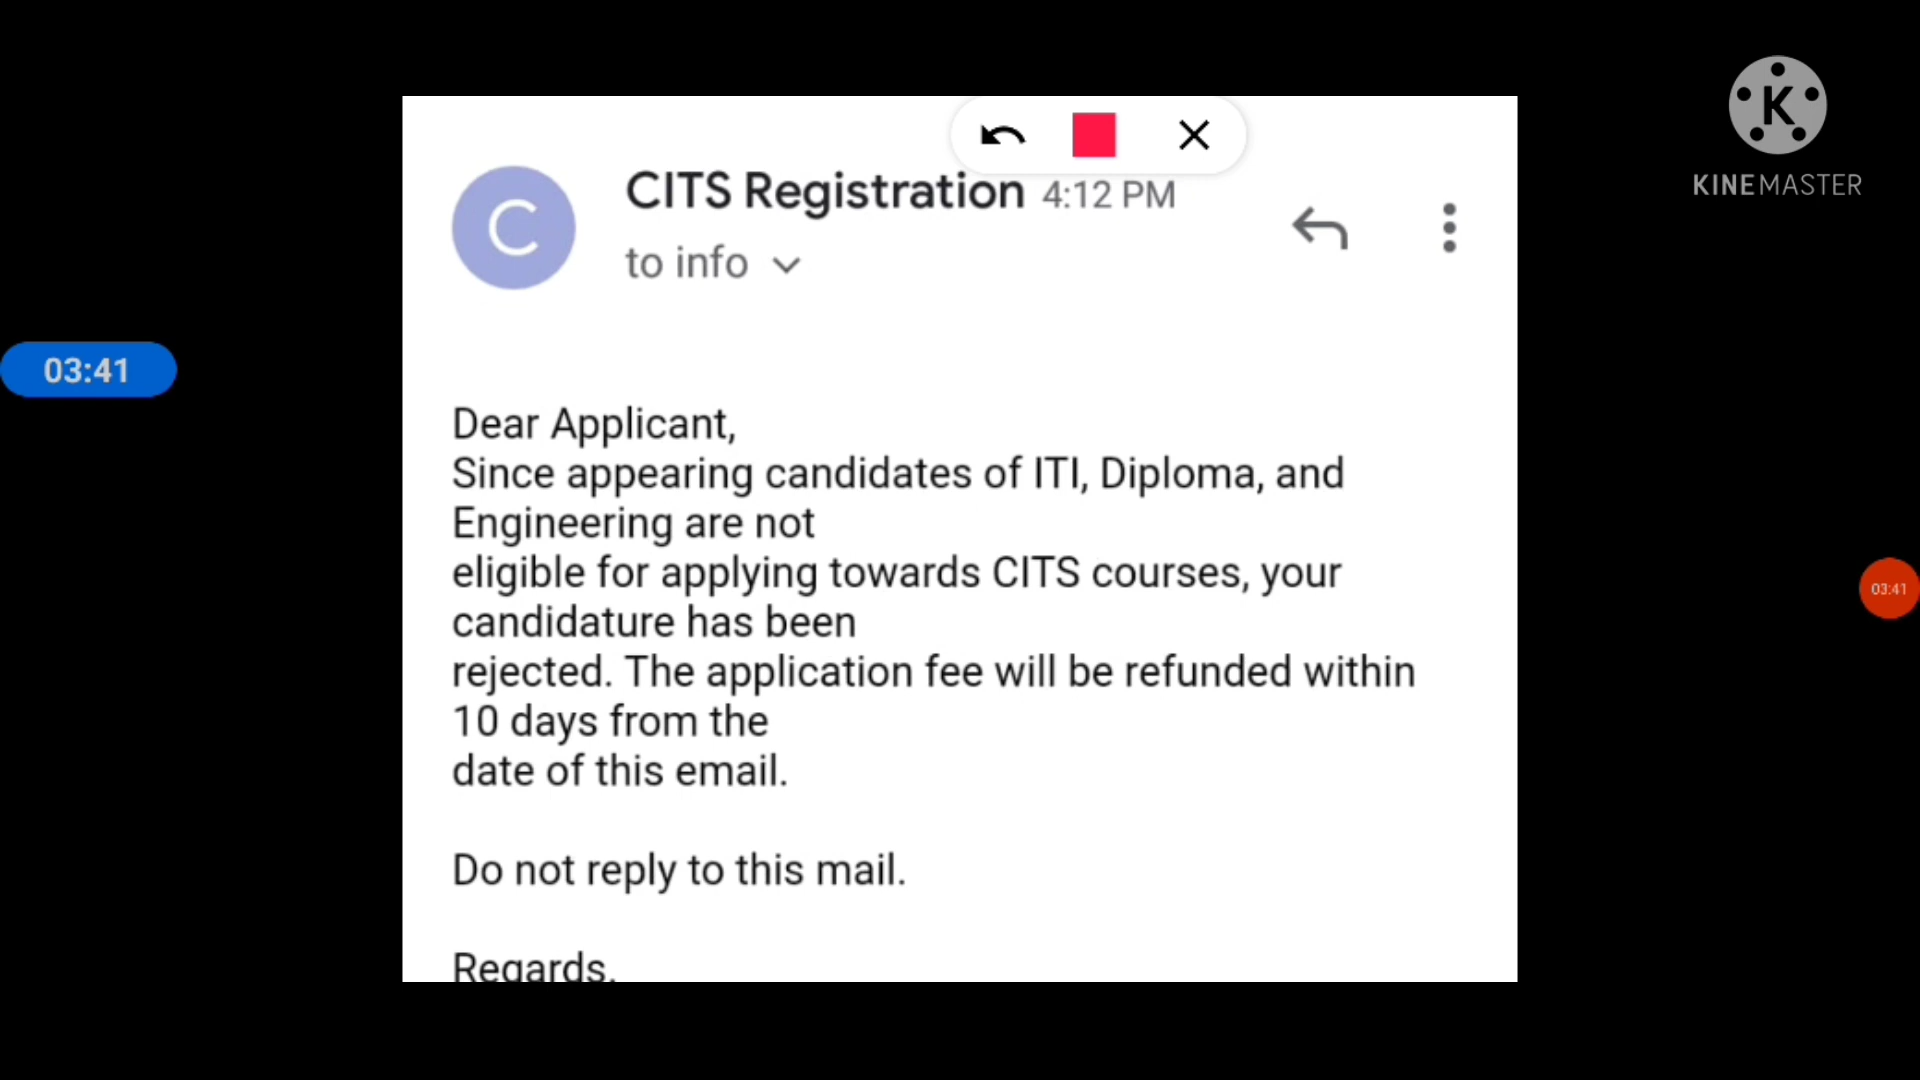 KINEMASTER
CITS Registration 4:12 PM
C
to info
03:41
Dear Applicant,
Since appearing candidates of ITI, Diploma, and
Engineering are not
eligible for applying towards CITS courses, your
candidature has been
rejected. The application fee will be refunded within
10 days from the
date of this email.
03:41
Do not reply to this mail.
Regards,